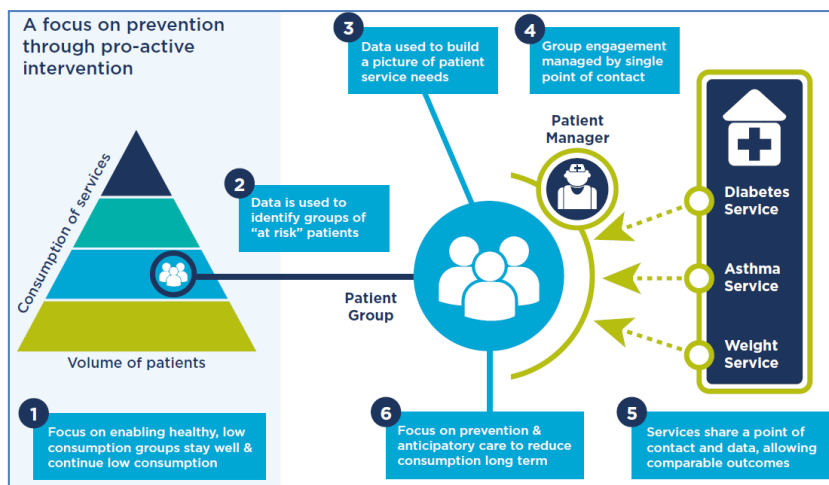 A focus on prevention
through pro-active
intervention
3
Data used to build
a picture of patient
service needs
4
Group engagement
managed by single
point of contact
Patient
Manager
Consumption of services
2
Data is used to
identify groups of
“at risk” patients
Diabetes
Service
Asthma
Service
Weight
Service
Patient
Group
Volume of patients
1
Focus on enabling healthy, low
consumption groups stay well &
continue low consumption
6
Focus on prevention &
anticipatory care to reduce
consumption long term
5
Services share a point of
contact and data, allowing
comparable outcomes